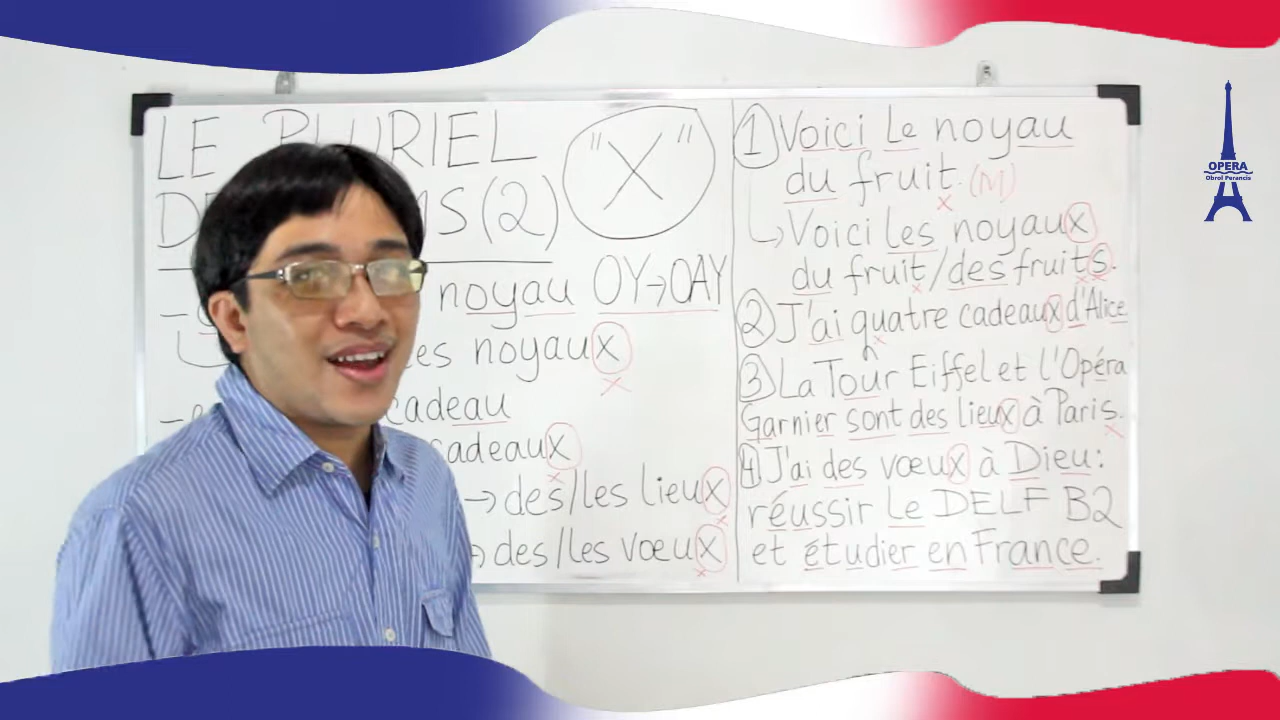 LE PLURIEL
(2)
"X"
noyau OY→OAY
noyaux
cadeau
cadeaux
→ des/les lieux
des/les vœux
① Voici le noyau
du fruit. (M)
↳ Voici les noyaux
du fruit/des fruits.
② J'ai quatre cadeaux d'Alice.
③ La Tour Eiffel et l'Opéra
Garnier sont des lieux à Paris.
④ J'ai des vœux à Dieu:
réussir le DELF B2
et étudier en France.
OPERA
Obrol Perancis